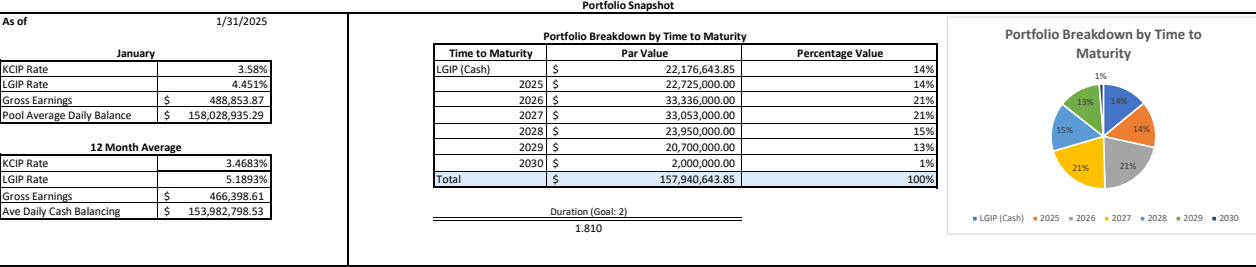 Portfolio Snapshot
As of 1/31/2025
January
KCIP Rate 3.58%
LGIP Rate 4.451%
Gross Earnings $ 488,853.87
Pool Average Daily Balance $ 158,028,935.29
12 Month Average
KCIP Rate 3.4683%
LGIP Rate 5.1893%
Gross Earnings $ 466,398.61
Ave Daily Cash Balancing $ 153,982,798.53
Portfolio Breakdown by Time to Maturity
Time to Maturity Par Value Percentage Value
LGIP (Cash) $ 22,176,643.85 14%
2025 $ 22,725,000.00 14%
2026 $ 33,336,000.00 21%
2027 $ 33,053,000.00 21%
2028 $ 23,950,000.00 15%
2029 $ 20,700,000.00 13%
2030 $ 2,000,000.00 1%
Total $ 157,940,643.85 100%
Duration (Goal: 2)
1.810
Portfolio Breakdown by Time to
Maturity
1%
13% 14%
15% 14%
21% 21%
LGIP (Cash) 2025 2026 2027 2028 2029 2030